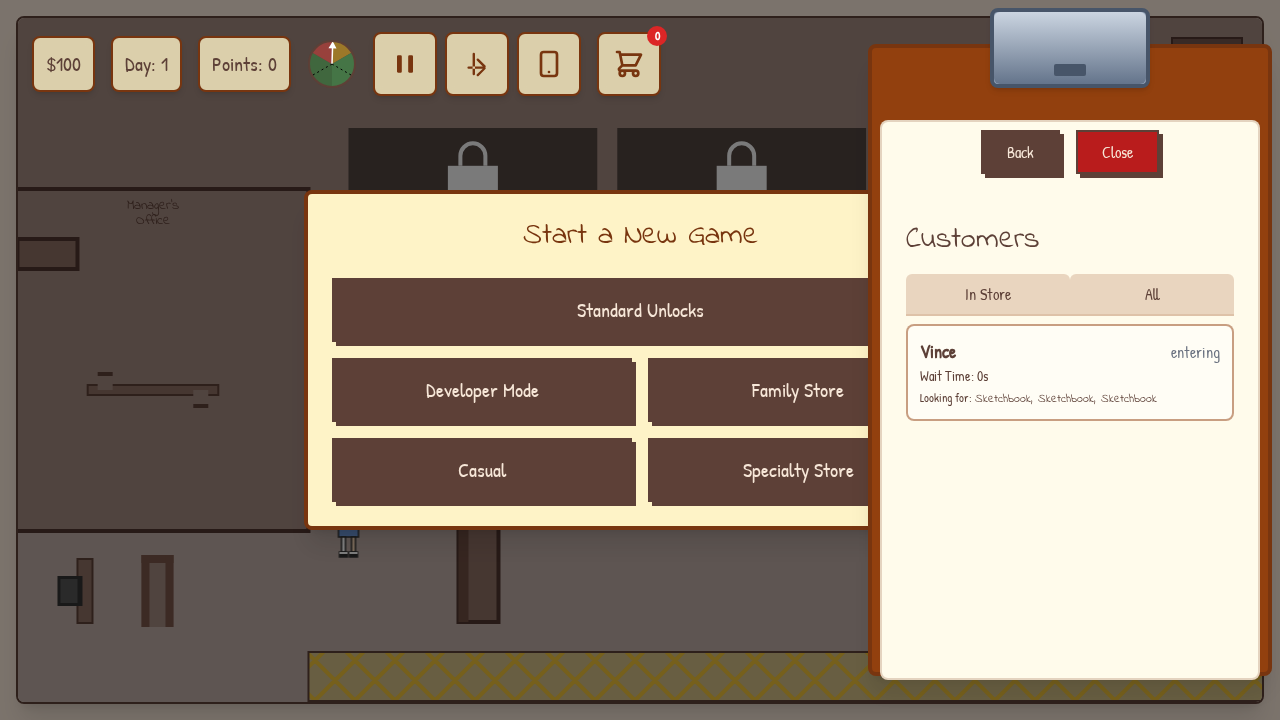 $100
Day: 1
Points: 0
0
Manager's
Office
Start a New Game
Standard Unlocks
Developer Mode
Family Store
Casual
Specialty Store
Back
Close
Customers
In Store
All
Vince
entering
Wait Time: 0s
Looking for: Sketchbook, Sketchbook, Sketchbook